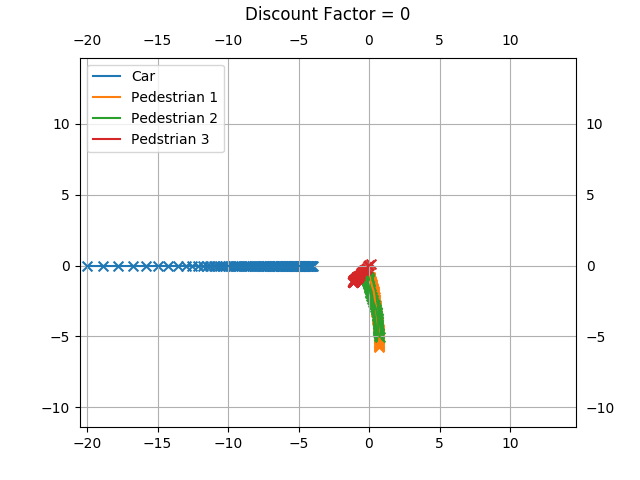 Discount Factor = 0
−20 −15 −10 −5 0 5 10
Car
Pedestrian 1
Pedestrian 2
Pedstrian 3
10 10
5 5
0 0
−5 −5
−10 −10
−20 −15 −10 −5 0 5 10